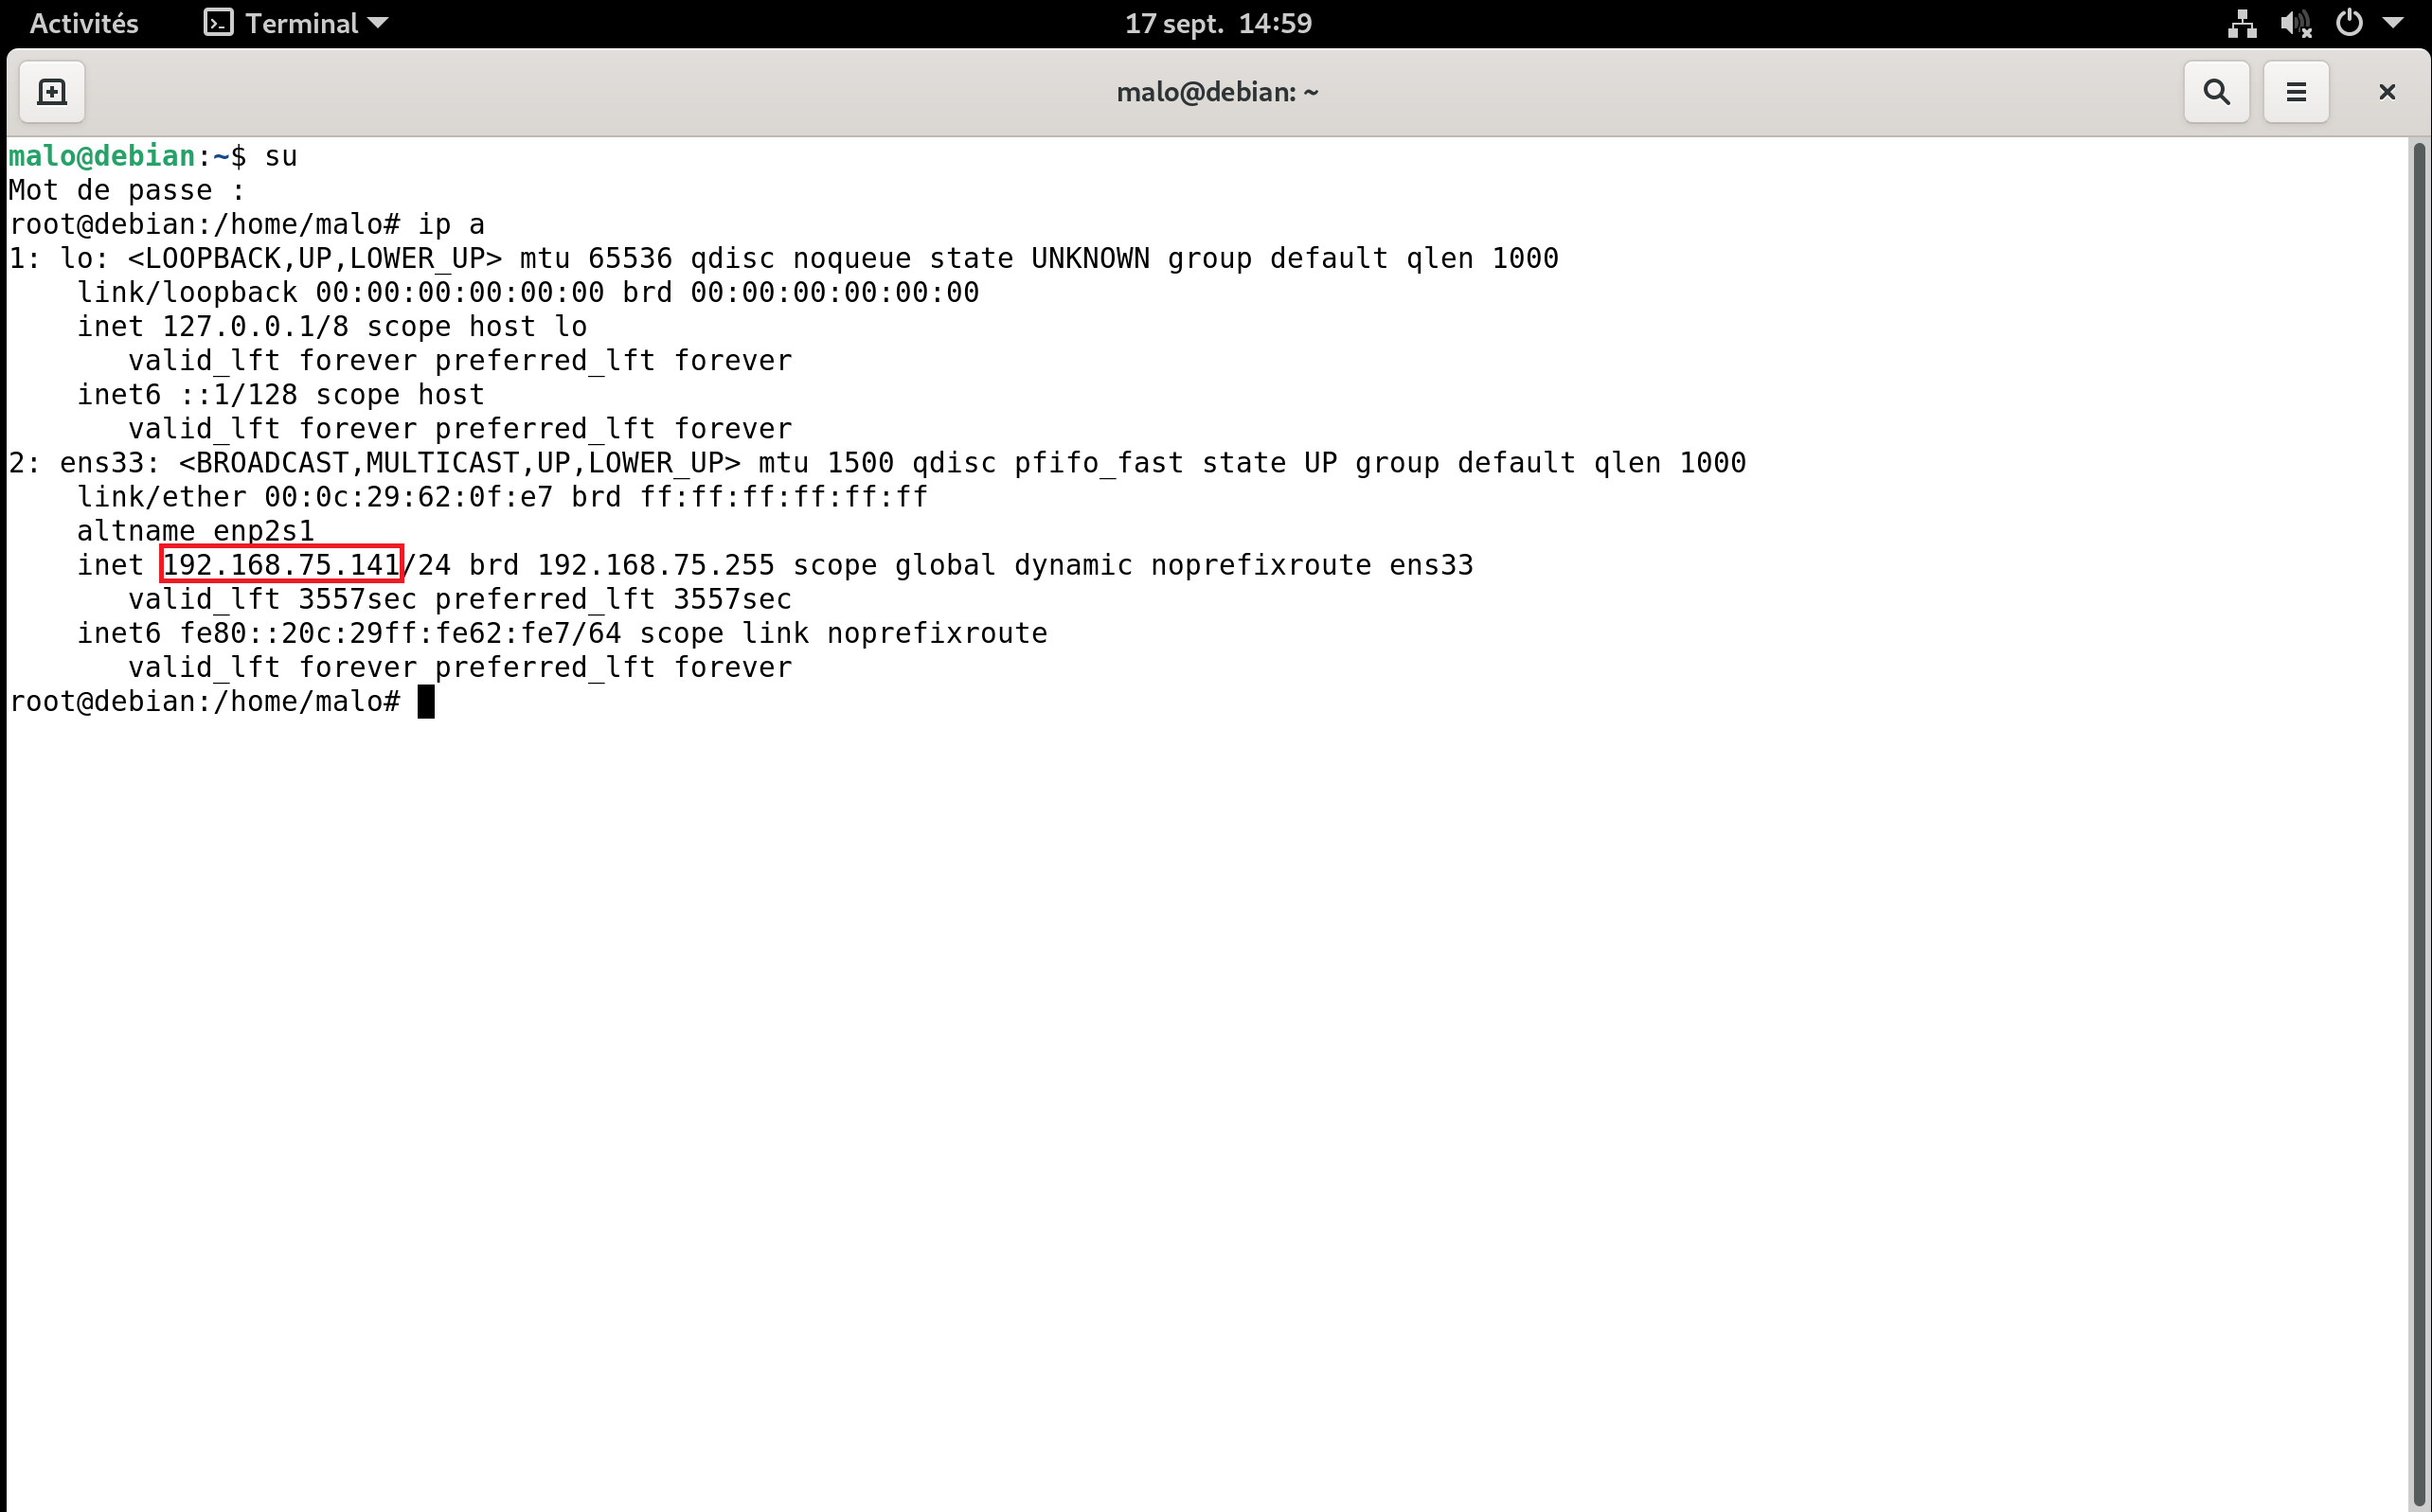 Activités Terminal 17 sept. 14:59
malo@debian: ~
malo@debian:~$ su
Mot de passe :
root@debian:/home/malo# ip a
1: lo: <LOOPBACK,UP,LOWER_UP> mtu 65536 qdisc noqueue state UNKNOWN group default qlen 1000
    link/loopback 00:00:00:00:00:00 brd 00:00:00:00:00:00
    inet 127.0.0.1/8 scope host lo
       valid_lft forever preferred_lft forever
    inet6 ::1/128 scope host
       valid_lft forever preferred_lft forever
2: ens33: <BROADCAST,MULTICAST,UP,LOWER_UP> mtu 1500 qdisc pfifo_fast state UP group default qlen 1000
    link/ether 00:0c:29:62:0f:e7 brd ff:ff:ff:ff:ff:ff
    altname enp2s1
    inet 192.168.75.141/24 brd 192.168.75.255 scope global dynamic noprefixroute ens33
       valid_lft 3557sec preferred_lft 3557sec
    inet6 fe80::20c:29ff:fe62:fe7/64 scope link noprefixroute
       valid_lft forever preferred_lft forever
root@debian:/home/malo#